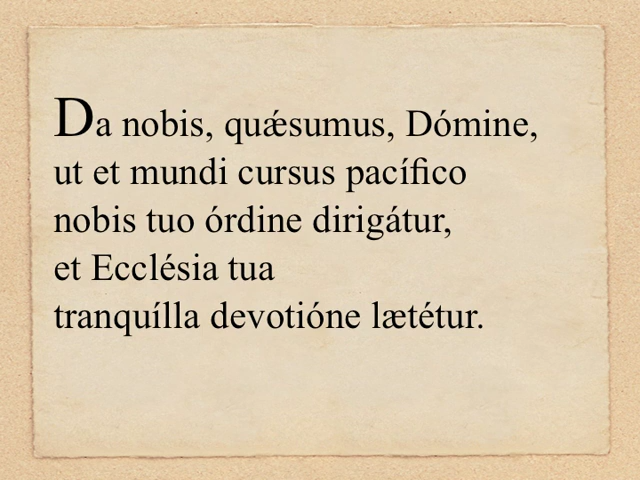 Da nobis, quǽsumus, Dómine,
ut et mundi cursus pacífico
nobis tuo órdine dirigátur,
et Ecclésia tua
tranquílla devotióne lætétur.